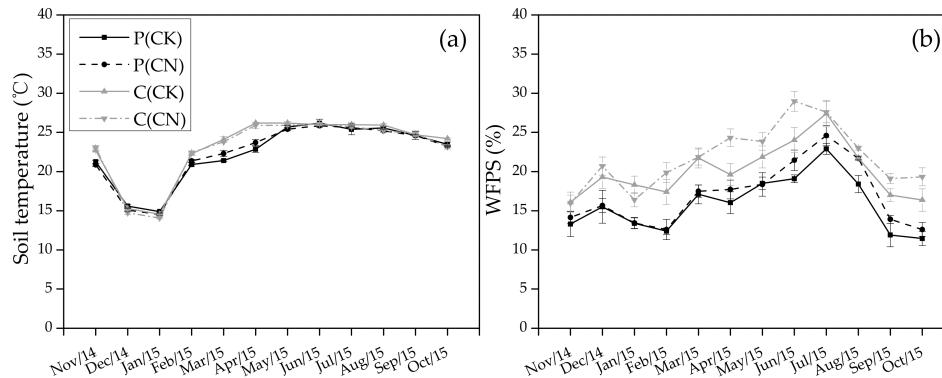 40
35
30
25
20
15
10
5
0
Soil temperature (℃)
P(CK)
P(CN)
C(CK)
C(CN)
(a)
Nov/14
Dec/14
Jan/15
Feb/15
Mar/15
Apr/15
May/15
Jun/15
Jul/15
Aug/15
Sep/15
Oct/15
40
35
30
25
20
15
10
5
0
WFPS (%)
(b)
Nov/14
Dec/14
Jan/15
Feb/15
Mar/15
Apr/15
May/15
Jun/15
Jul/15
Aug/15
Sep/15
Oct/15